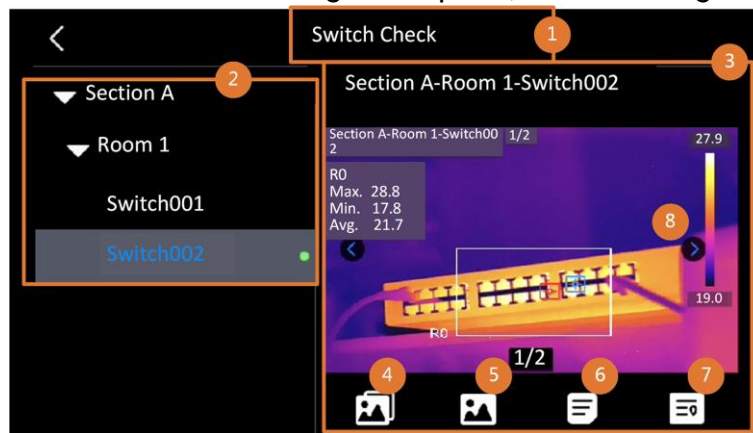 Switch Check
1
2
3
Section A
Room 1
Switch001
Switch002
Section A-Room 1-Switch002
Section A-Room 1-Switch00
2
1/2
27.9
R0
Max. 28.8
Min. 17.8
Avg. 21.7
8
19.0
R0
1/2
4
5
6
7